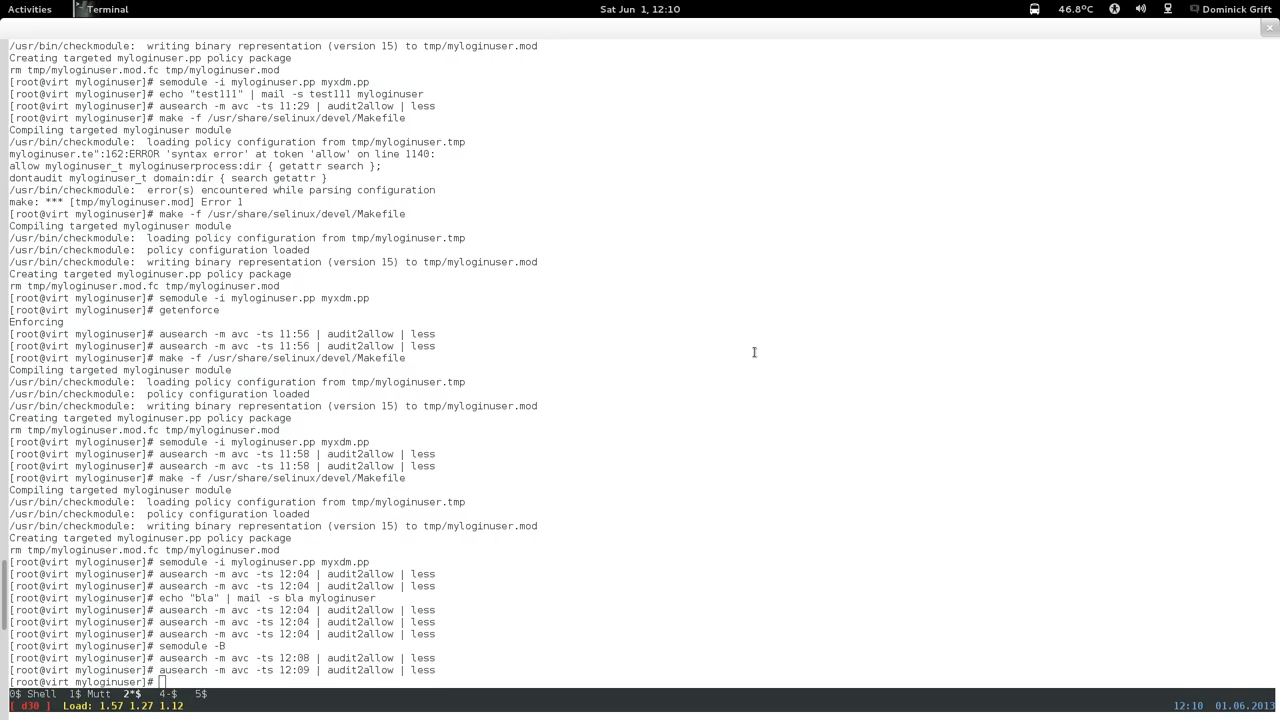 Activities Terminal Sat Jun 1, 12:10 46.8°C Dominick Grift
/usr/bin/checkmodule:  writing binary representation (version 15) to tmp/myloginuser.mod
Creating targeted myloginuser.pp policy package
rm tmp/myloginuser.mod.fc tmp/myloginuser.mod
[root@virt myloginuser]# semodule -i myloginuser.pp myxdm.pp
[root@virt myloginuser]# echo "test111" | mail -s test111 myloginuser
[root@virt myloginuser]# ausearch -m avc -ts 11:29 | audit2allow | less
[root@virt myloginuser]# make -f /usr/share/selinux/devel/Makefile
Compiling targeted myloginuser module
/usr/bin/checkmodule:  loading policy configuration from tmp/myloginuser.tmp
myloginuser.te":162:ERROR 'syntax error' at token 'allow' on line 1140:
allow myloginuser_t myloginuserprocess:dir { getattr search };
dontaudit myloginuser_t domain:dir { search getattr }
/usr/bin/checkmodule:  error(s) encountered while parsing configuration
make: *** [tmp/myloginuser.mod] Error 1
[root@virt myloginuser]# make -f /usr/share/selinux/devel/Makefile
Compiling targeted myloginuser module
/usr/bin/checkmodule:  loading policy configuration from tmp/myloginuser.tmp
/usr/bin/checkmodule:  policy configuration loaded
/usr/bin/checkmodule:  writing binary representation (version 15) to tmp/myloginuser.mod
Creating targeted myloginuser.pp policy package
rm tmp/myloginuser.mod.fc tmp/myloginuser.mod
[root@virt myloginuser]# semodule -i myloginuser.pp myxdm.pp
[root@virt myloginuser]# getenforce
Enforcing
[root@virt myloginuser]# ausearch -m avc -ts 11:56 | audit2allow | less
[root@virt myloginuser]# ausearch -m avc -ts 11:56 | audit2allow | less
[root@virt myloginuser]# make -f /usr/share/selinux/devel/Makefile
Compiling targeted myloginuser module
/usr/bin/checkmodule:  loading policy configuration from tmp/myloginuser.tmp
/usr/bin/checkmodule:  policy configuration loaded
/usr/bin/checkmodule:  writing binary representation (version 15) to tmp/myloginuser.mod
Creating targeted myloginuser.pp policy package
rm tmp/myloginuser.mod.fc tmp/myloginuser.mod
[root@virt myloginuser]# semodule -i myloginuser.pp myxdm.pp
[root@virt myloginuser]# ausearch -m avc -ts 11:58 | audit2allow | less
[root@virt myloginuser]# ausearch -m avc -ts 11:58 | audit2allow | less
[root@virt myloginuser]# make -f /usr/share/selinux/devel/Makefile
Compiling targeted myloginuser module
/usr/bin/checkmodule:  loading policy configuration from tmp/myloginuser.tmp
/usr/bin/checkmodule:  policy configuration loaded
/usr/bin/checkmodule:  writing binary representation (version 15) to tmp/myloginuser.mod
Creating targeted myloginuser.pp policy package
rm tmp/myloginuser.mod.fc tmp/myloginuser.mod
[root@virt myloginuser]# semodule -i myloginuser.pp myxdm.pp
[root@virt myloginuser]# ausearch -m avc -ts 12:04 | audit2allow | less
[root@virt myloginuser]# ausearch -m avc -ts 12:04 | audit2allow | less
[root@virt myloginuser]# echo "bla" | mail -s bla myloginuser
[root@virt myloginuser]# ausearch -m avc -ts 12:04 | audit2allow | less
[root@virt myloginuser]# ausearch -m avc -ts 12:04 | audit2allow | less
[root@virt myloginuser]# ausearch -m avc -ts 12:04 | audit2allow | less
[root@virt myloginuser]# semodule -B
[root@virt myloginuser]# ausearch -m avc -ts 12:08 | audit2allow | less
[root@virt myloginuser]# ausearch -m avc -ts 12:09 | audit2allow | less
[root@virt myloginuser]#
0$ Shell  1$ Mutt  2*$  4-$  5$
[ d30 ]  Load: 1.57 1.27 1.12 12:10  01.06.2013